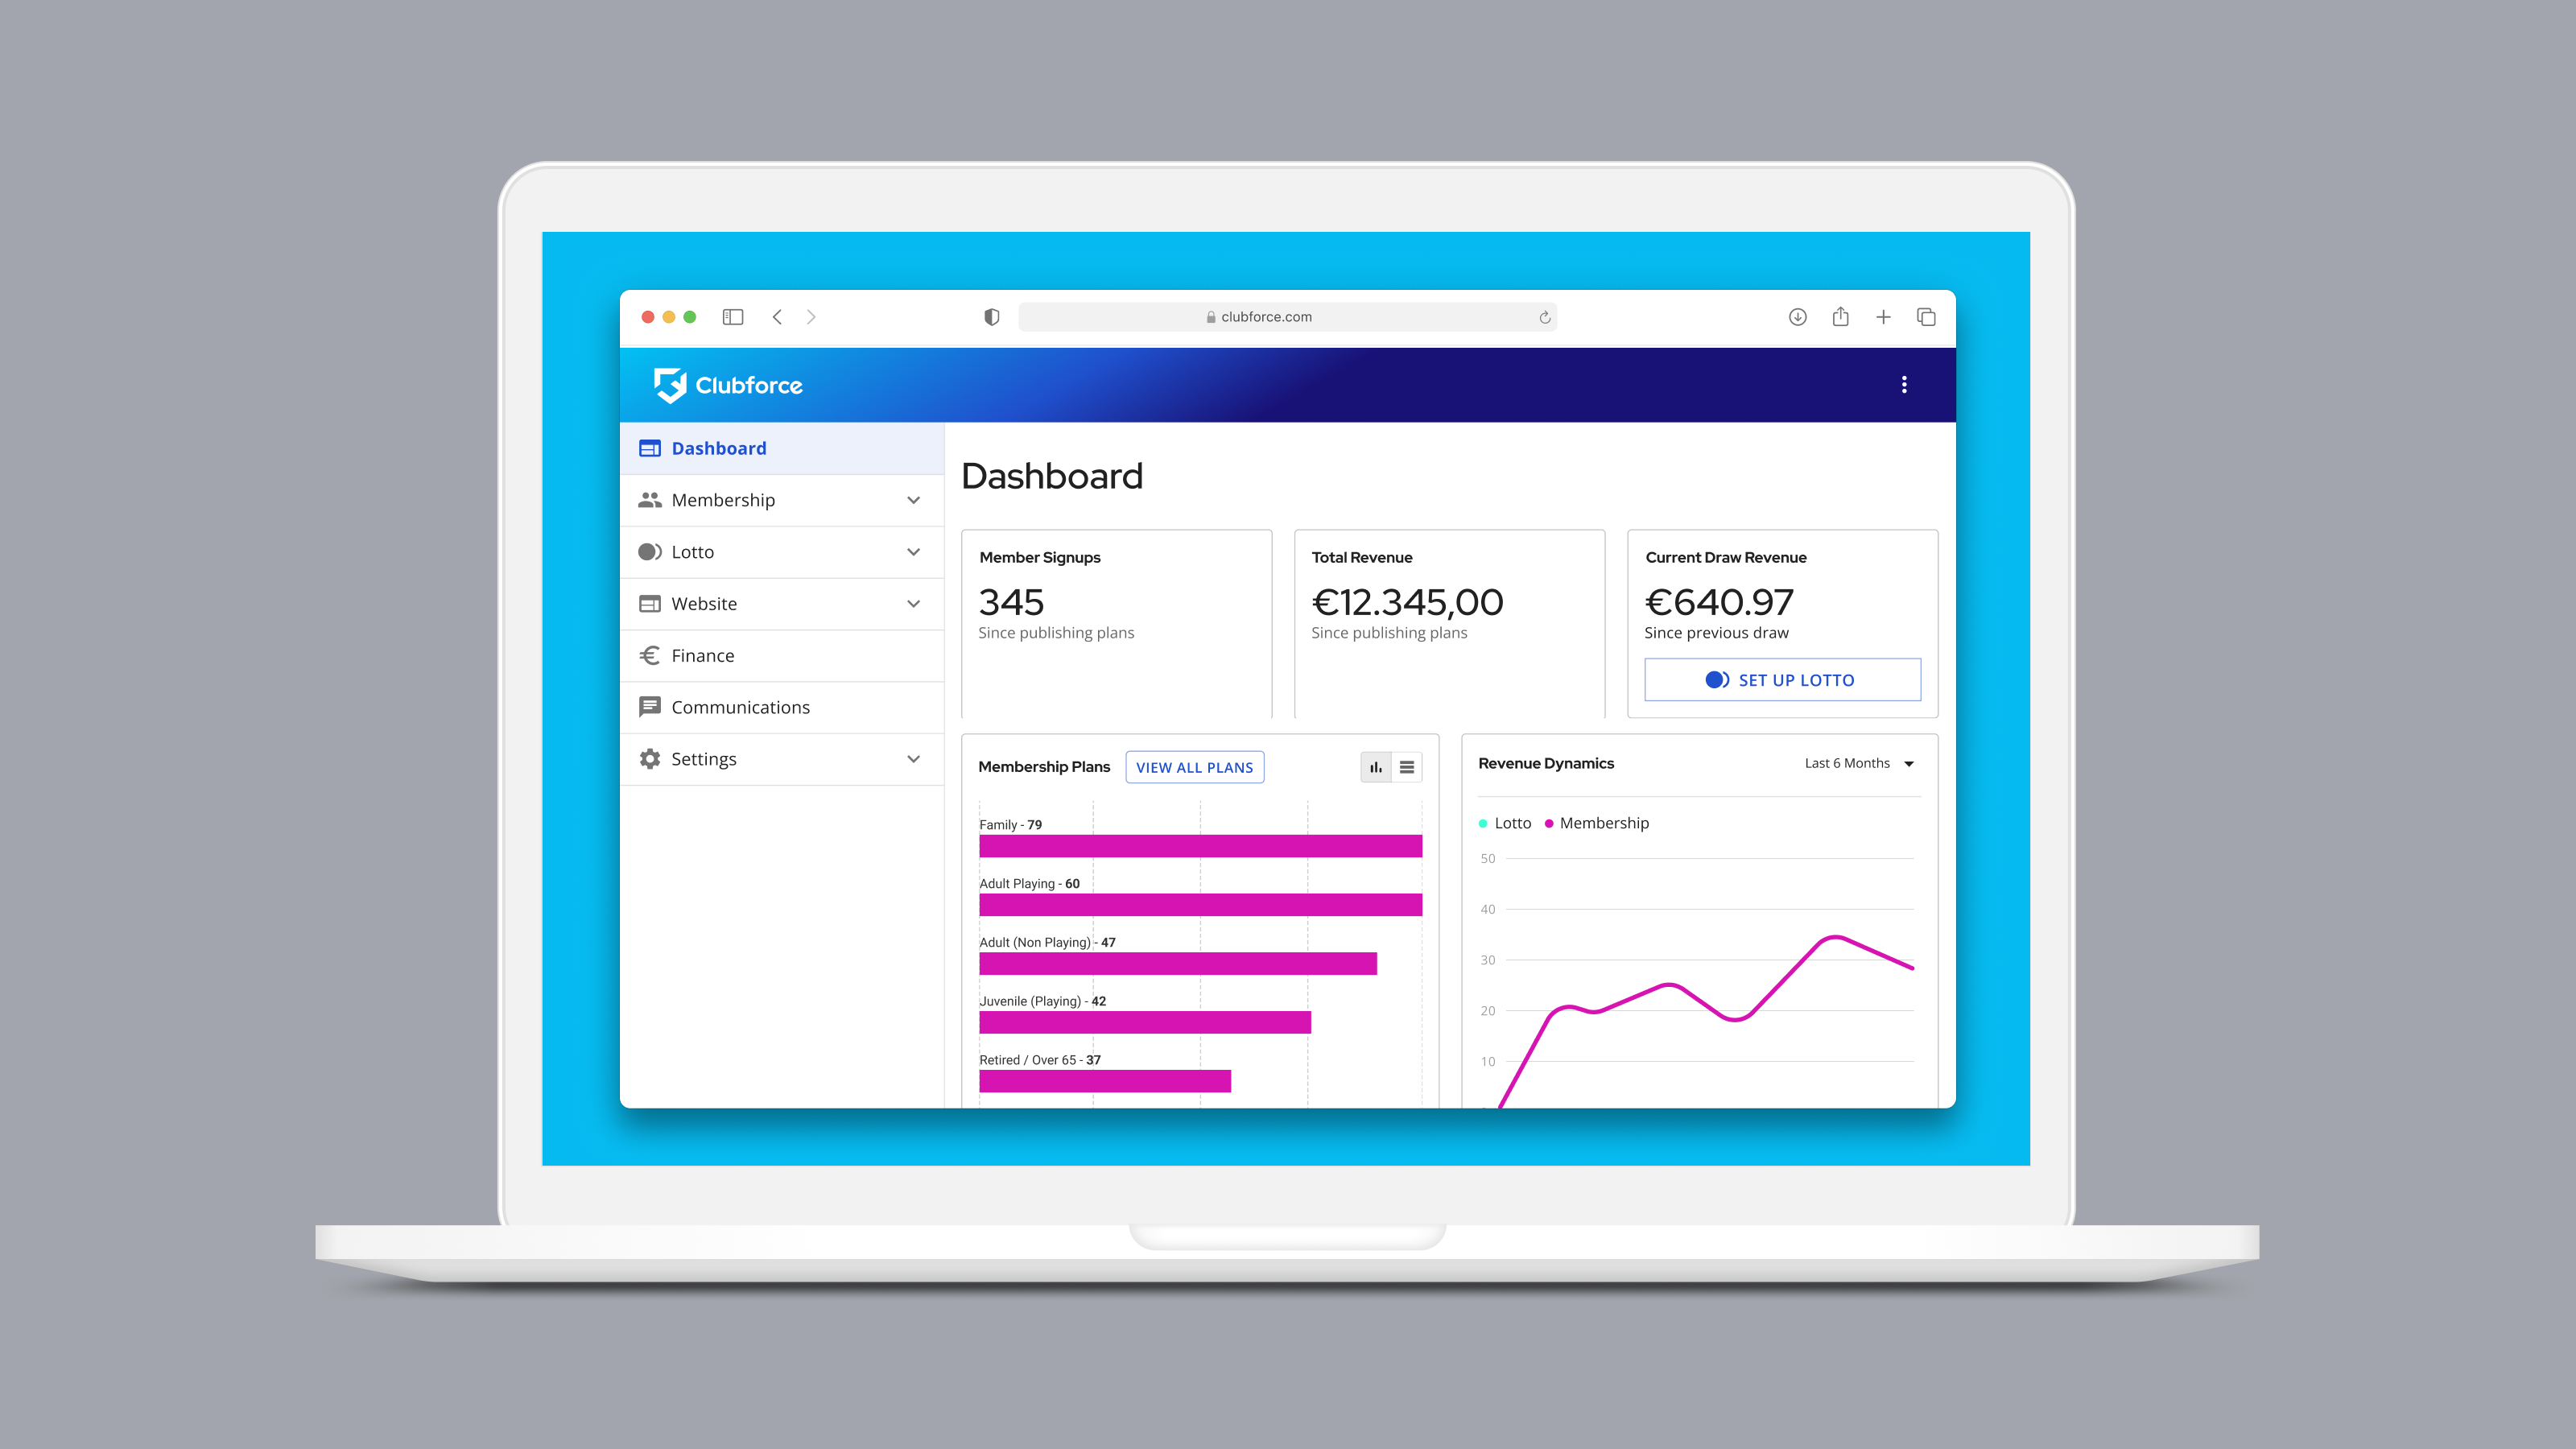 clubforce.com
Clubforce
Dashboard
Membership
Lotto
Website
Finance
Communications
Settings
Dashboard
Member Signups
345
Since publishing plans
Total Revenue
€12.345,00
Since publishing plans
Current Draw Revenue
€640.97
Since previous draw
SET UP LOTTO
Membership Plans
VIEW ALL PLANS
Family - 79
Adult Playing - 60
Adult (Non Playing) - 47
Juvenile (Playing) - 42
Retired / Over 65 - 37
Revenue Dynamics
Last 6 Months
Lotto
Membership
50
40
30
20
10